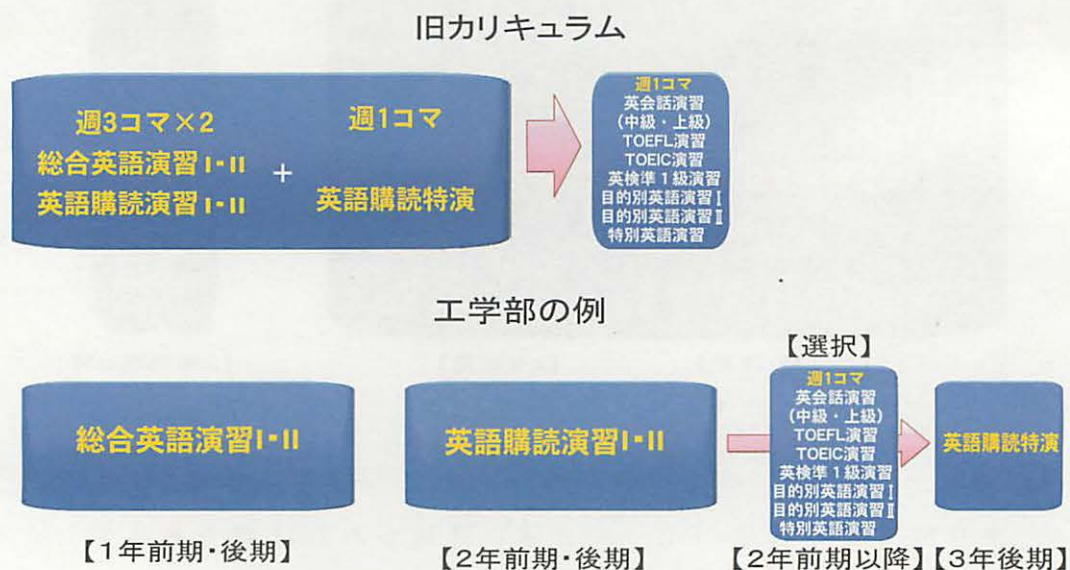 旧カリキュラム
週3コマ×2
総合英語演習Ⅰ・Ⅱ
英語購読演習Ⅰ・Ⅱ
+
週1コマ
英語購読特演
週1コマ
英会話演習
(中級・上級)
TOEFL演習
TOEIC演習
英検準1級演習
目的別英語演習Ⅰ
目的別英語演習Ⅱ
特別英語演習
工学部の例
総合英語演習Ⅰ・Ⅱ
【1年前期・後期】
英語購読演習Ⅰ・Ⅱ
【2年前期・後期】
【選択】
週1コマ
英会話演習
(中級・上級)
TOEFL演習
TOEIC演習
英検準1級演習
目的別英語演習Ⅰ
目的別英語演習Ⅱ
特別英語演習
【2年前期以降】
英語購読特演
【3年後期】